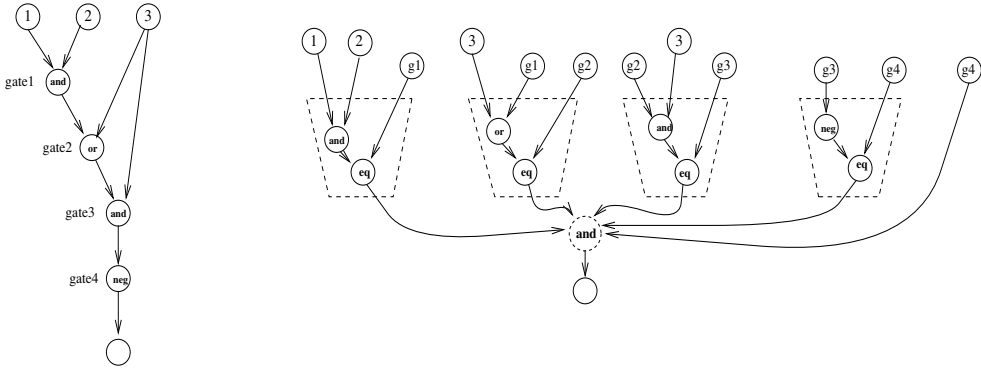 1 2 3
gate1 and
gate2 or
gate3 and
gate4 neg
1 2 g1
3 g1 g2
g2 3 g3
g3 g4
g4
and eq
or eq
and eq
neg eq
and